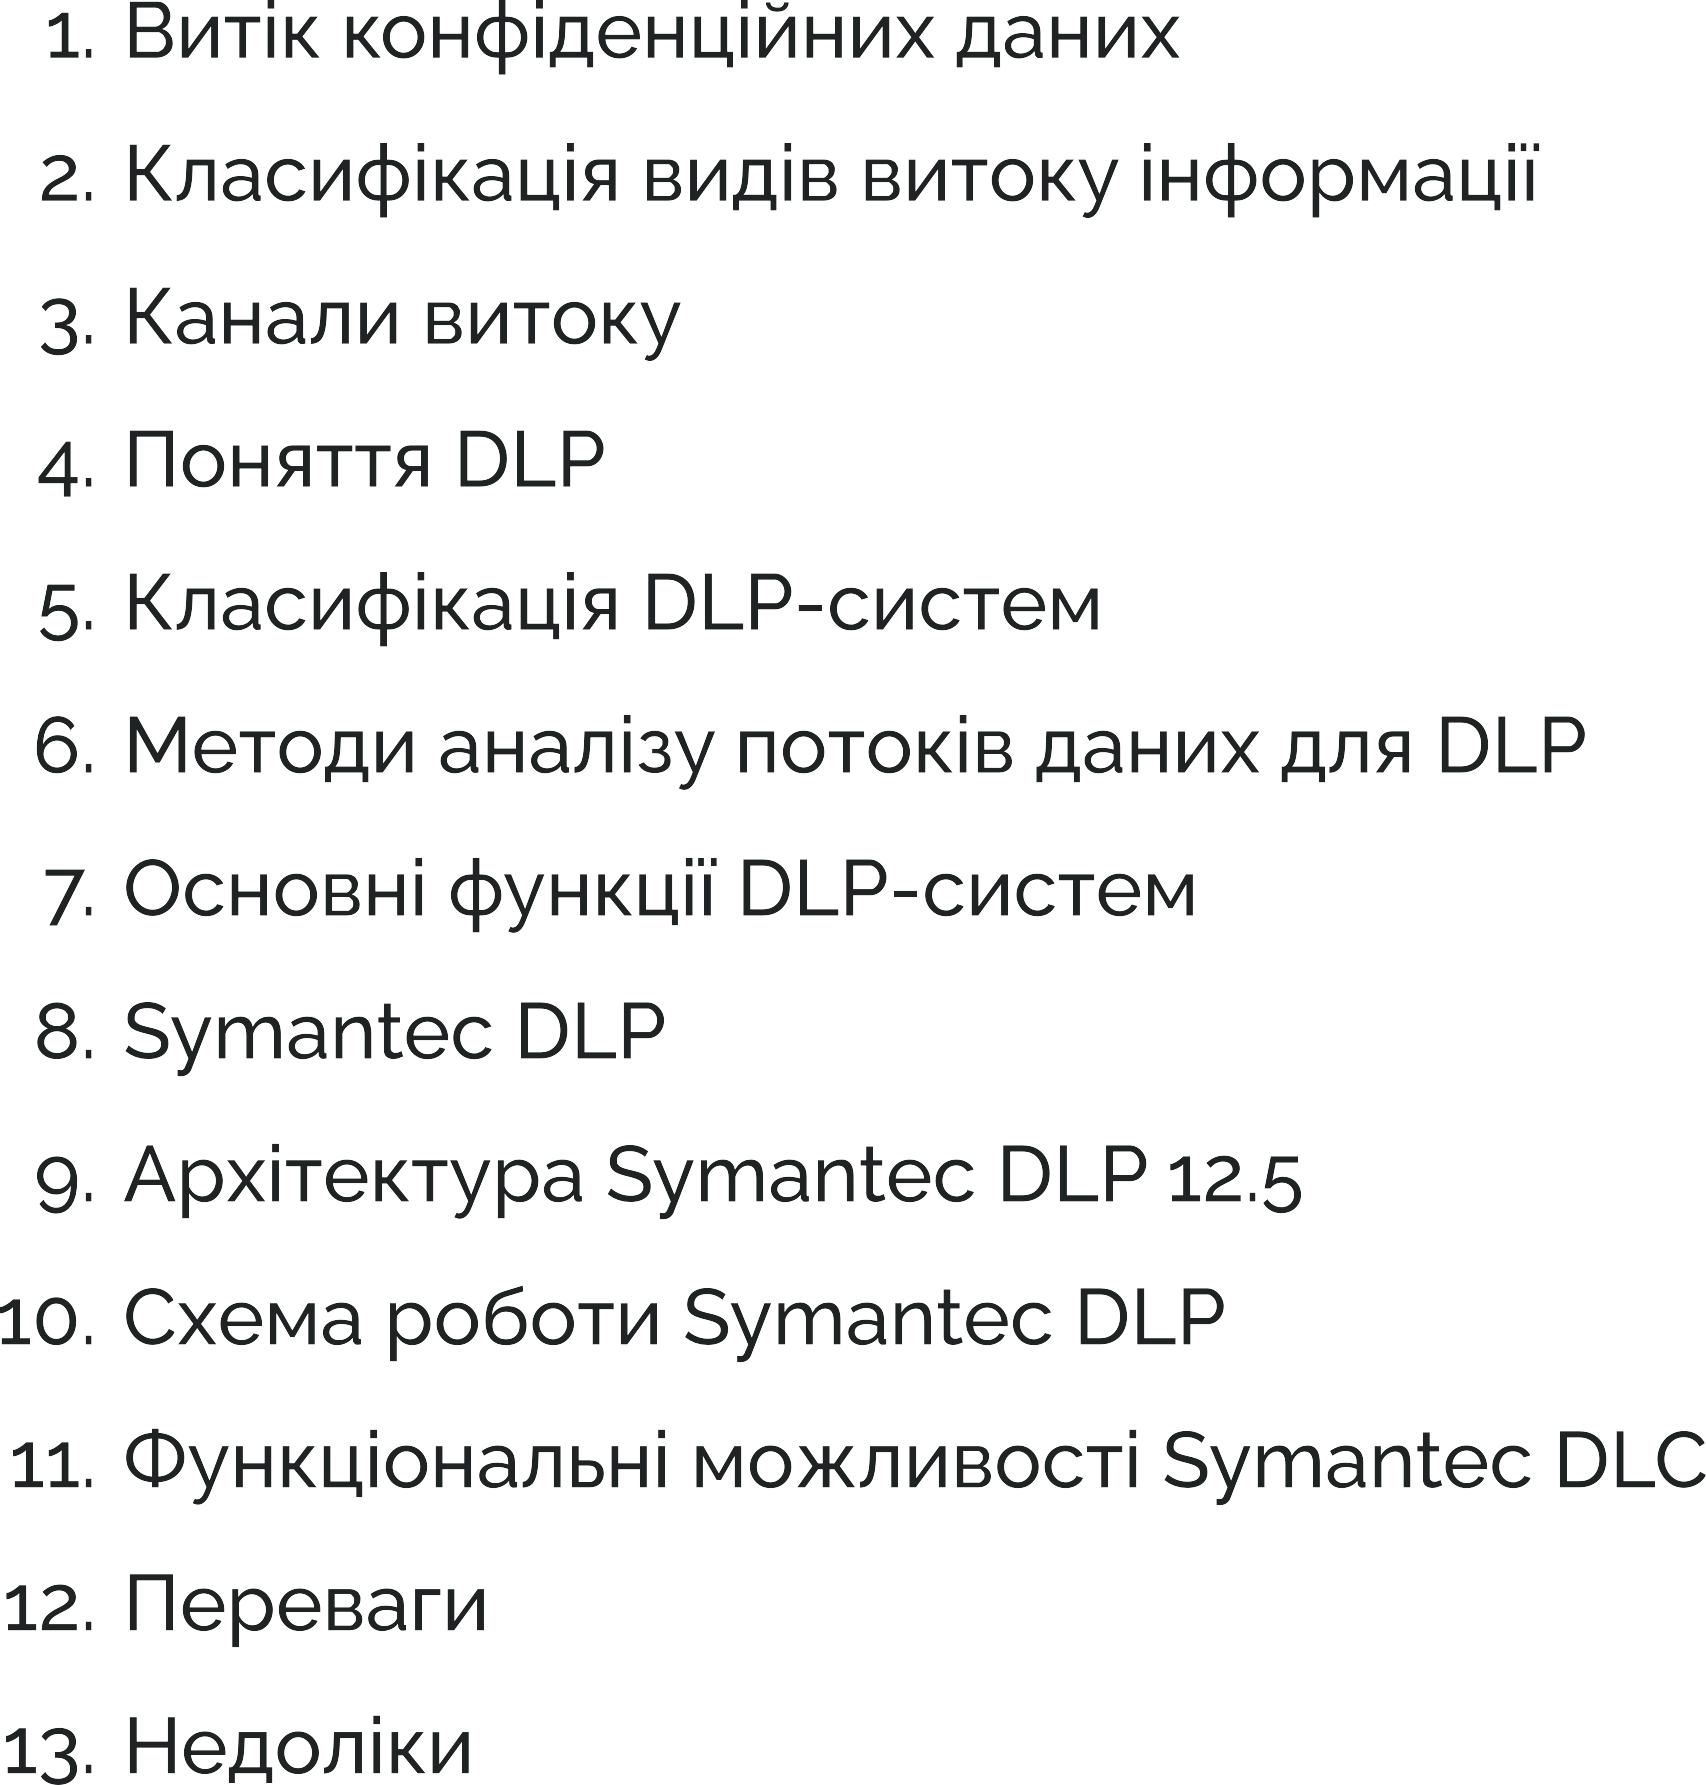 1. Витік конфіденційних даних
2. Класифікація видів витоку інформації
3. Канали витоку
4. Поняття DLP
5. Класифікація DLP-систем
6. Методи аналізу потоків даних для DLP
7. Основні функції DLP-систем
8. Symantec DLP
9. Архітектура Symantec DLP 12.5
10. Схема роботи Symantec DLP
11. Функціональні можливості Symantec DLC
12. Переваги
13. Недоліки